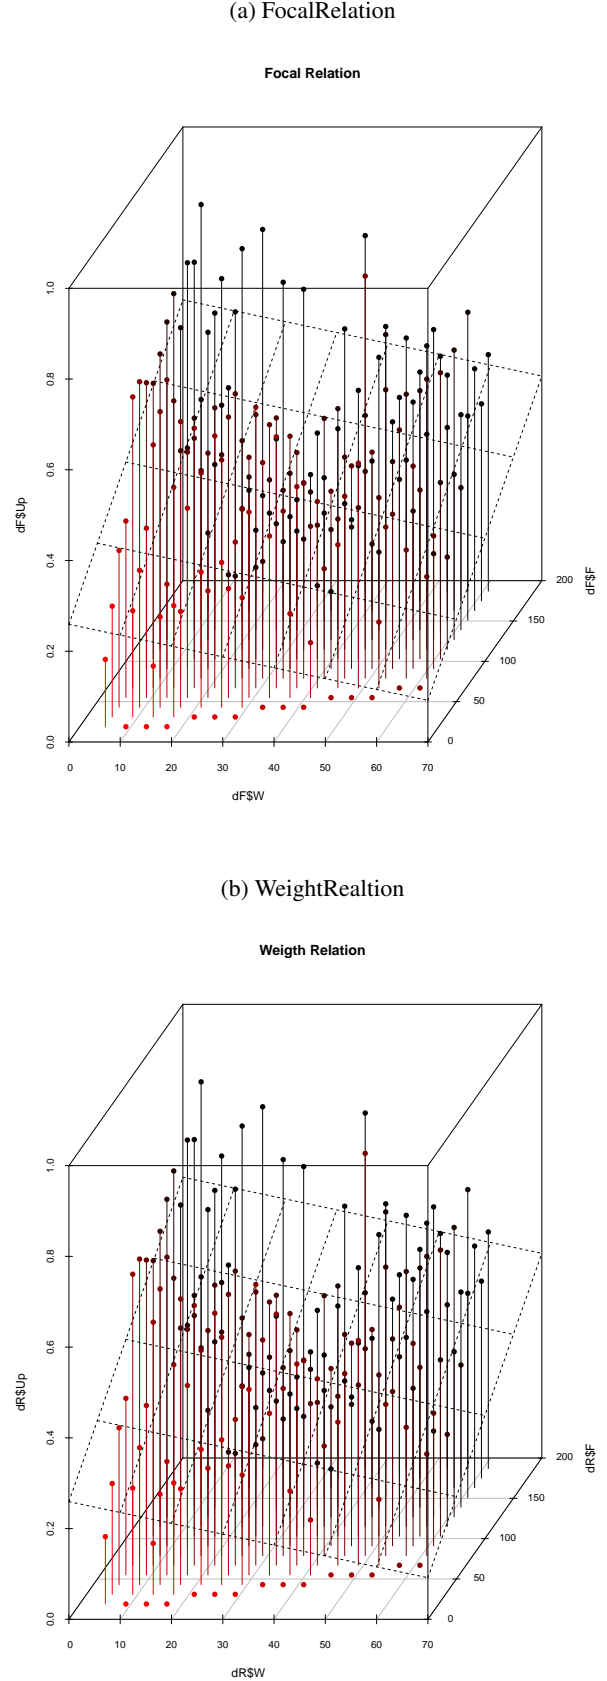 (a) FocalRelation
Focal Relation
1.0
0.8
0.6
0.4
0.2
0.0
dF$Up
0 10 20 30 40 50 60 70
dF$W
0
50
100
150
200
dF$F
(b) WeightRealtion
Weigth Relation
1.0
0.8
0.6
0.4
0.2
0.0
dR$Up
0 10 20 30 40 50 60 70
dR$W
0
50
100
150
200
dR$F